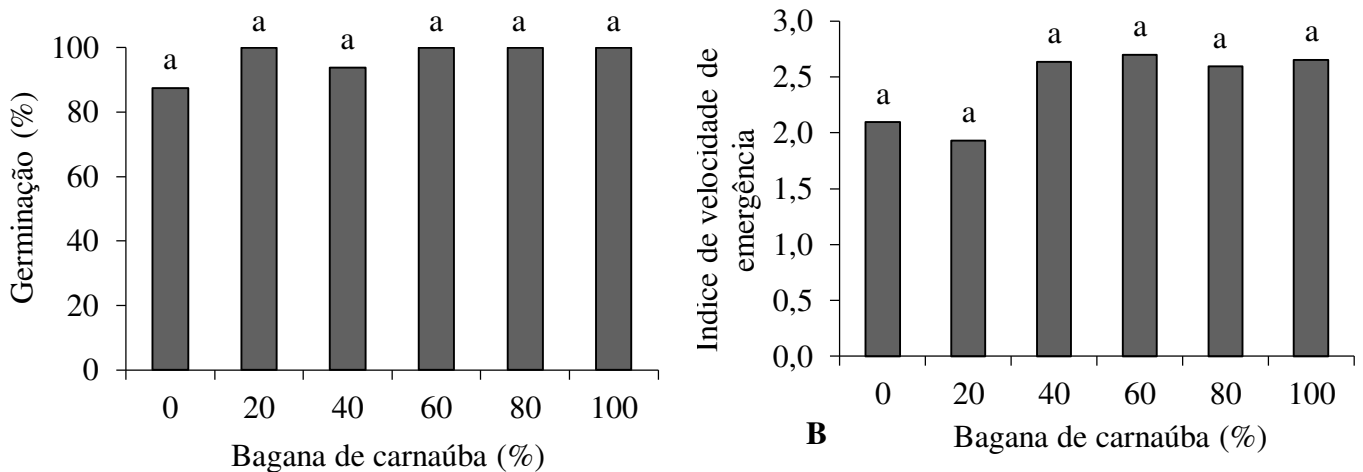 a a a a a a
100
80
60
40
20
0
Germinação (%)
0 20 40 60 80 100
Bagana de carnaúba (%)
a a a a a a
3,0
2,5
2,0
1,5
1,0
0,5
0,0
Indice de velocidade de
emergência
0 20 40 60 80 100
B
Bagana de carnaúba (%)